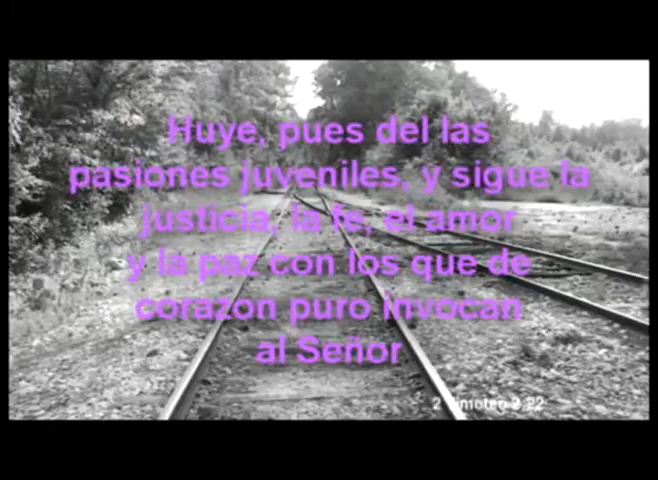 Huye, pues del las
pasiones juveniles, y sigue la
justicia, la fe, el amor
y la paz con los que de
corazon puro invocan
al Señor
2 Timoteo 2:22